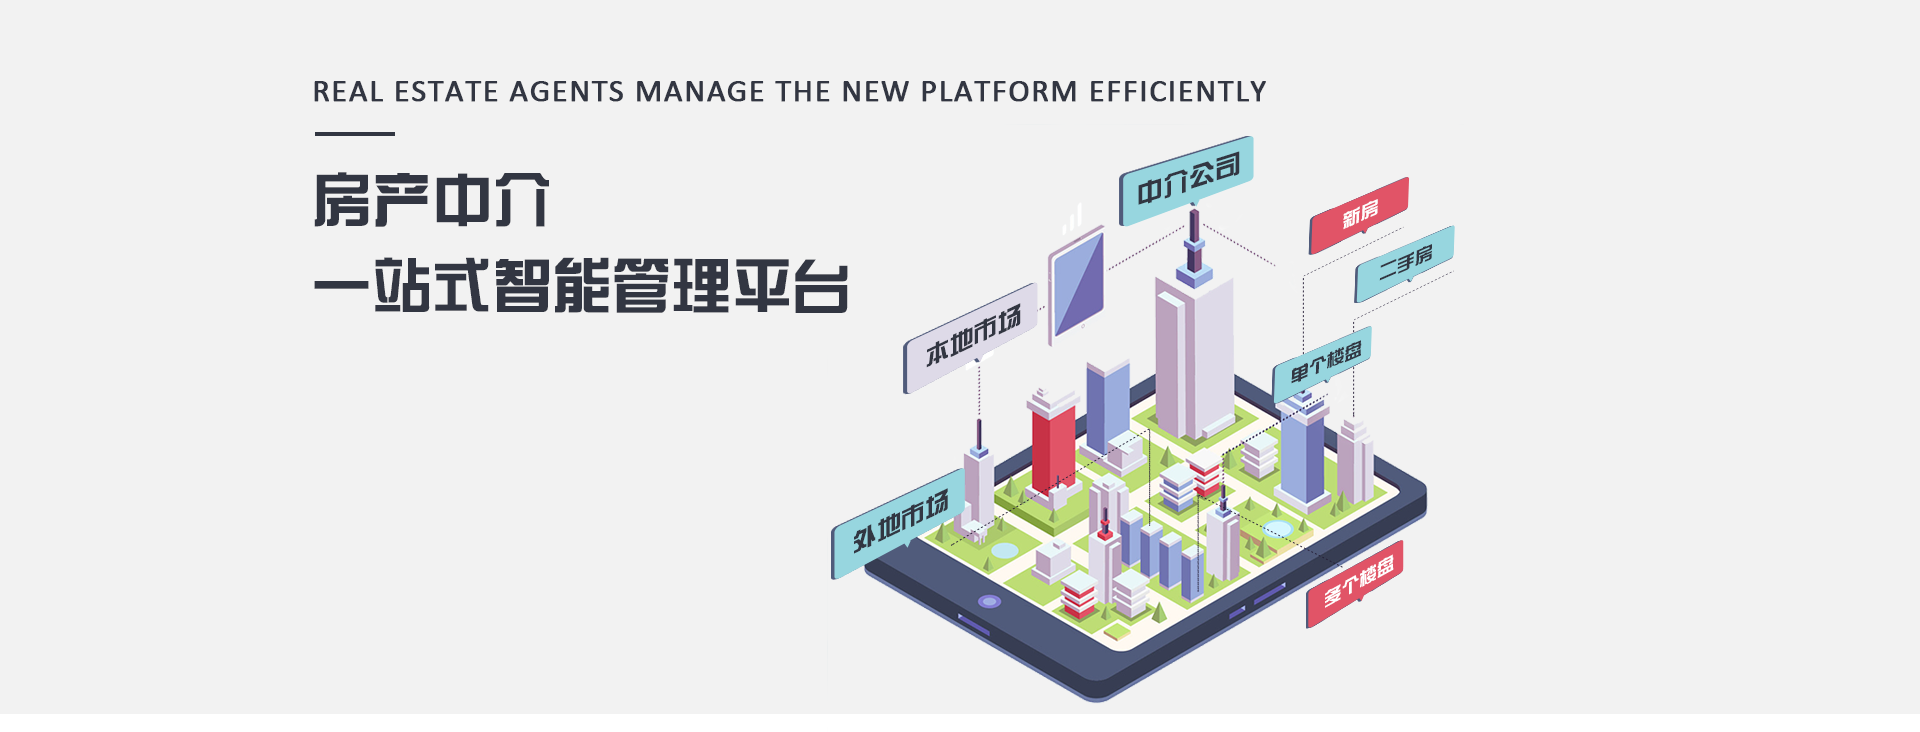 REAL ESTATE AGENTS MANAGE THE NEW PLATFORM EFFICIENTLY
房产中介
一站式智能管理平台
中介公司
新房
二手房
本地市场
单个楼盘
外地市场
多个楼盘